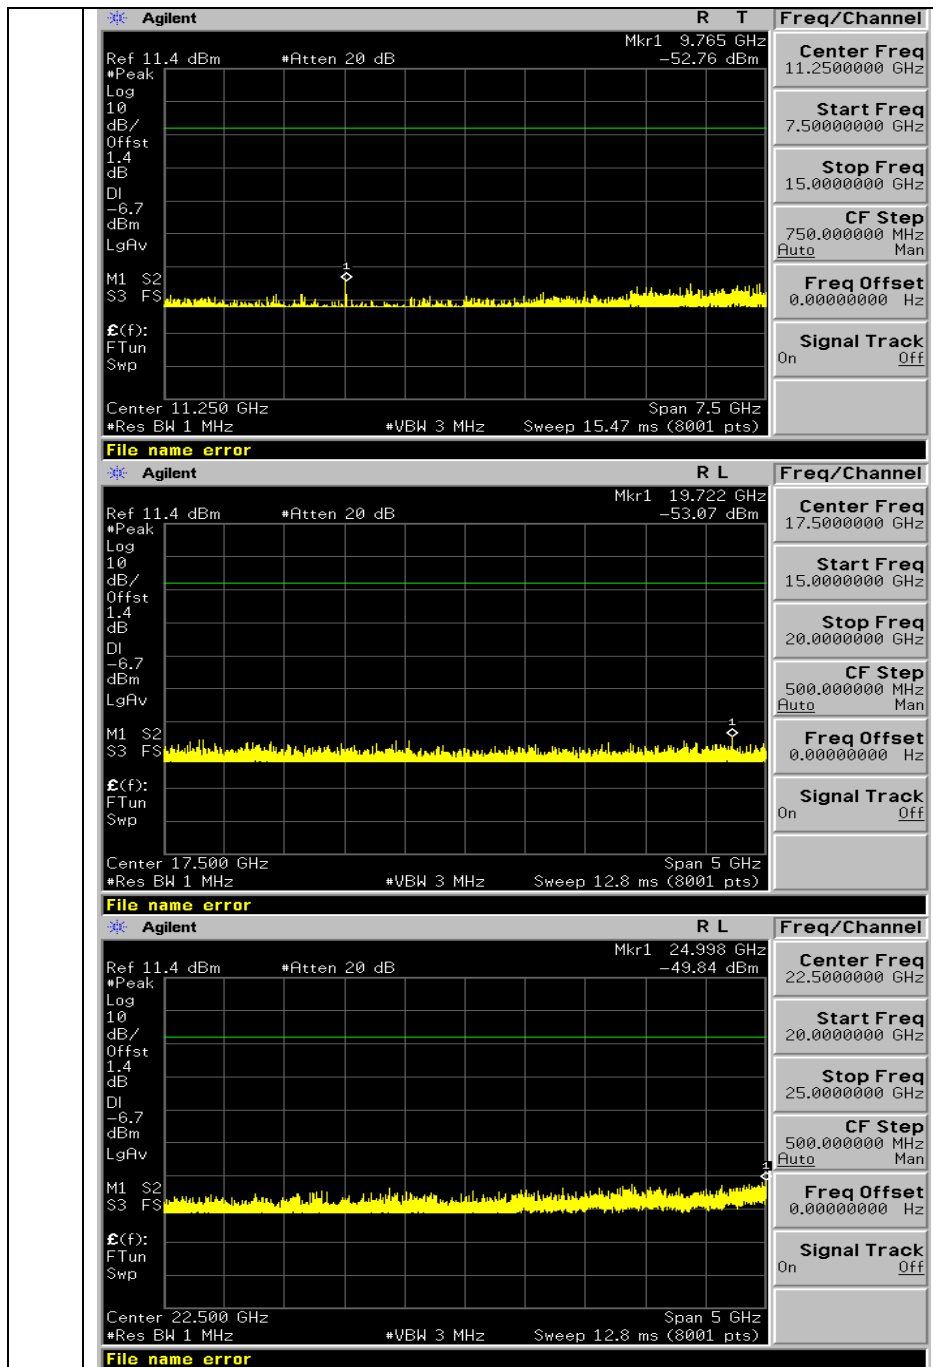 Agilent R T Freq/Channel
Mkr1 9.765 GHz
Ref 11.4 dBm #Atten 20 dB -52.76 dBm
#Peak
Log
10
dB/
Offst
1.4
dB
DI
-6.7
dBm
LgAv
M1 S2
S3 FS
£(f):
FTun
Swp
1
Center 11.250 GHz Span 7.5 GHz
#Res BW 1 MHz #VBW 3 MHz Sweep 15.47 ms (8001 pts)
Center Freq
11.2500000 GHz
Start Freq
7.50000000 GHz
Stop Freq
15.0000000 GHz
CF Step
750.000000 MHz
Auto Man
Freq Offset
0.00000000 Hz
Signal Track
On Off
File name error
Agilent R L Freq/Channel
Mkr1 19.722 GHz
Ref 11.4 dBm #Atten 20 dB -53.07 dBm
#Peak
Log
10
dB/
Offst
1.4
dB
DI
-6.7
dBm
LgAv
M1 S2
S3 FS
£(f):
FTun
Swp
1
Center 17.500 GHz Span 5 GHz
#Res BW 1 MHz #VBW 3 MHz Sweep 12.8 ms (8001 pts)
Center Freq
17.5000000 GHz
Start Freq
15.0000000 GHz
Stop Freq
20.0000000 GHz
CF Step
500.000000 MHz
Auto Man
Freq Offset
0.00000000 Hz
Signal Track
On Off
File name error
Agilent R L Freq/Channel
Mkr1 24.998 GHz
Ref 11.4 dBm #Atten 20 dB -49.84 dBm
#Peak
Log
10
dB/
Offst
1.4
dB
DI
-6.7
dBm
LgAv
M1 S2
S3 FS
£(f):
FTun
Swp
1
Center 22.500 GHz Span 5 GHz
#Res BW 1 MHz #VBW 3 MHz Sweep 12.8 ms (8001 pts)
Center Freq
22.5000000 GHz
Start Freq
20.0000000 GHz
Stop Freq
25.0000000 GHz
CF Step
500.000000 MHz
Auto Man
Freq Offset
0.00000000 Hz
Signal Track
On Off
File name error